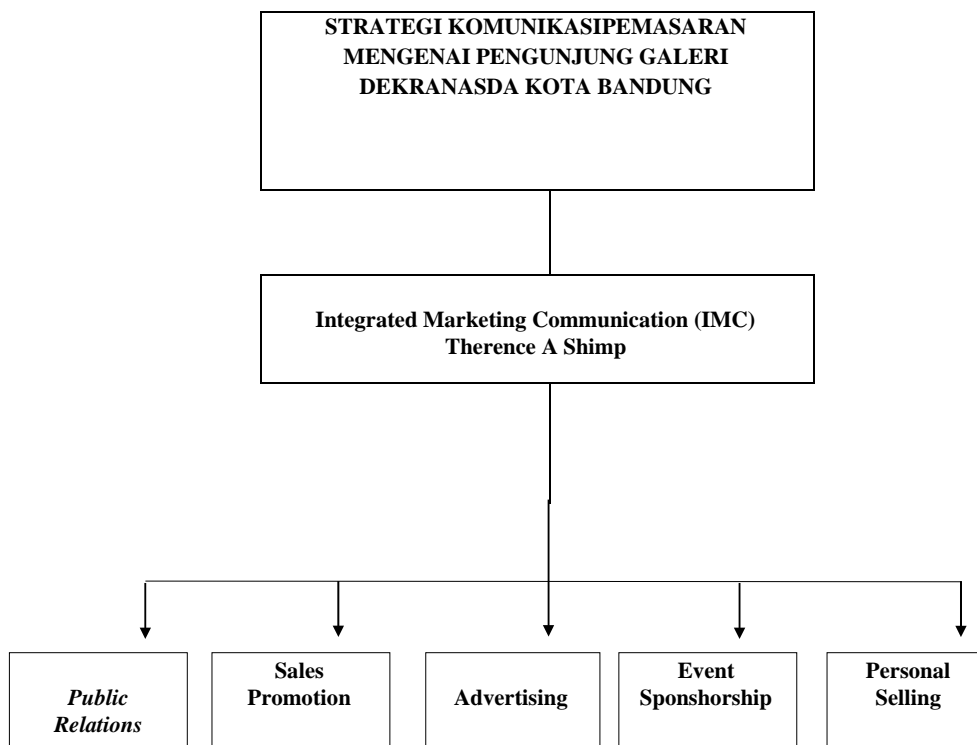 STRATEGI KOMUNIKASIPEMASARAN
MENGENAI PENGUNJUNG GALERI
DEKRANASDA KOTA BANDUNG
Integrated Marketing Communication (IMC)
Therence A Shimp
Public
Relations
Sales
Promotion
Advertising
Event
Sponshorship
Personal
Selling